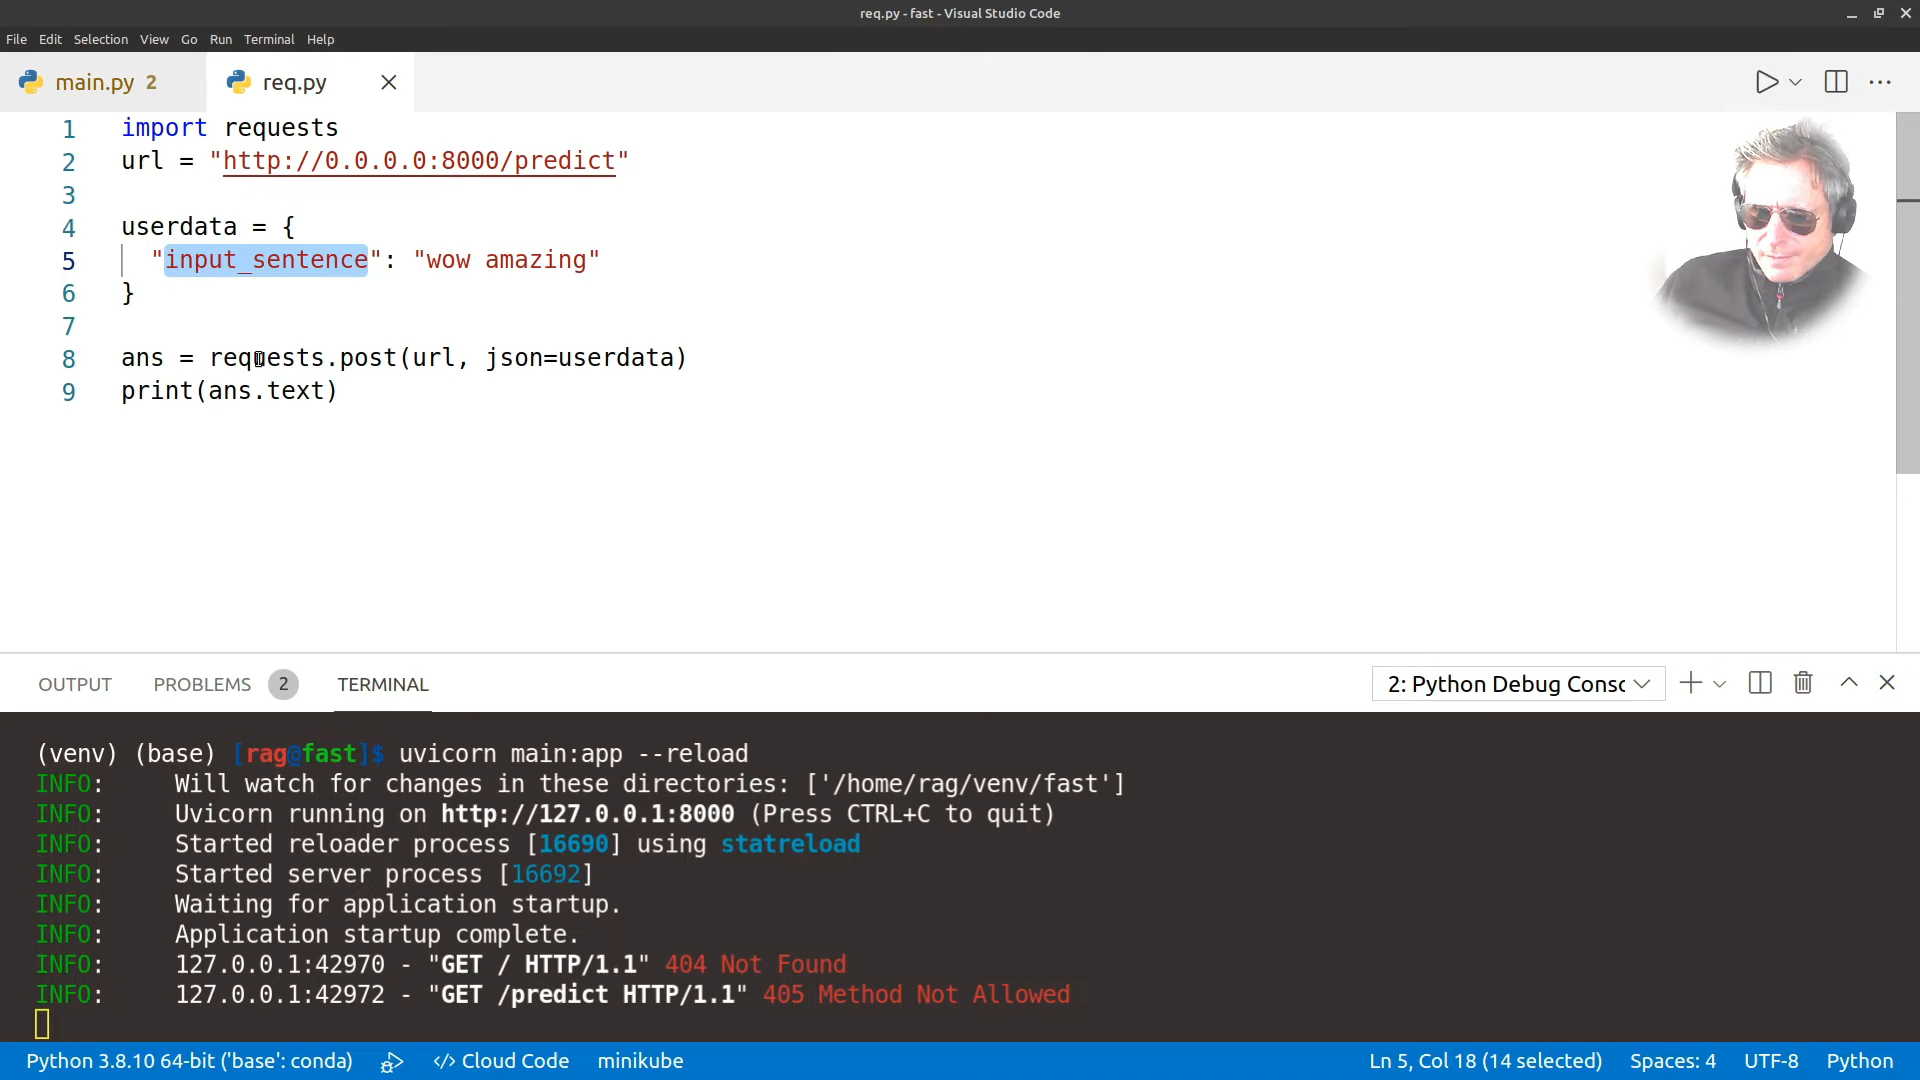 req.py - fast - Visual Studio Code
File Edit Selection View Go Run Terminal Help
main.py 2 req.py
1 import requests
2 url = "http://0.0.0.0:8000/predict"
3
4 userdata = {
5 "input_sentence": "wow amazing"
6 }
7
8 ans = requests.post(url, json=userdata)
9 print(ans.text)
OUTPUT PROBLEMS 2 TERMINAL 2: Python Debug Consc
(venv) (base) [rag@fast]$ uvicorn main:app --reload
INFO: Will watch for changes in these directories: ['/home/rag/venv/fast']
INFO: Uvicorn running on http://127.0.0.1:8000 (Press CTRL+C to quit)
INFO: Started reloader process [16690] using statreload
INFO: Started server process [16692]
INFO: Waiting for application startup.
INFO: Application startup complete.
INFO: 127.0.0.1:42970 - "GET / HTTP/1.1" 404 Not Found
INFO: 127.0.0.1:42972 - "GET /predict HTTP/1.1" 405 Method Not Allowed
Python 3.8.10 64-bit ('base': conda) </> Cloud Code minikube Ln 5, Col 18 (14 selected) Spaces: 4 UTF-8 Python